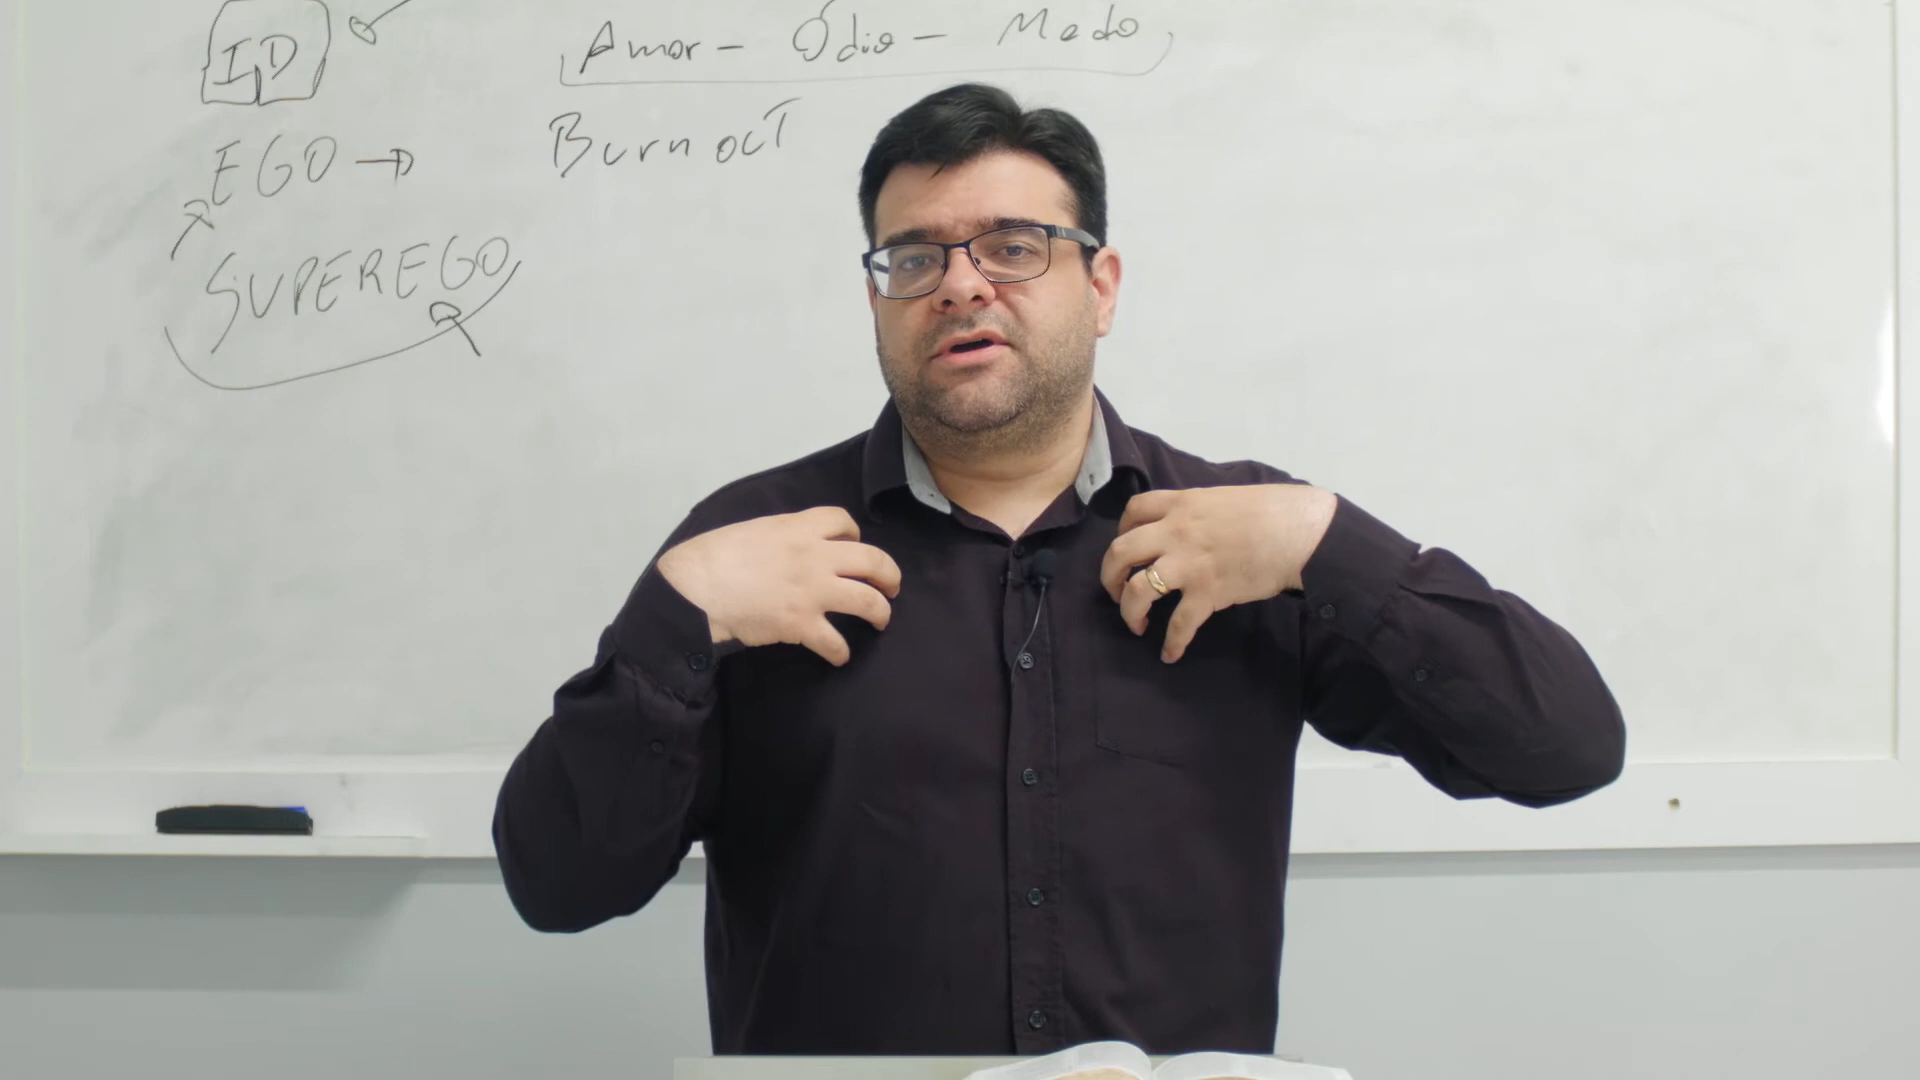 ID
EGO →
SUPEREGO
Amor - Ódio - Medo
Burnout